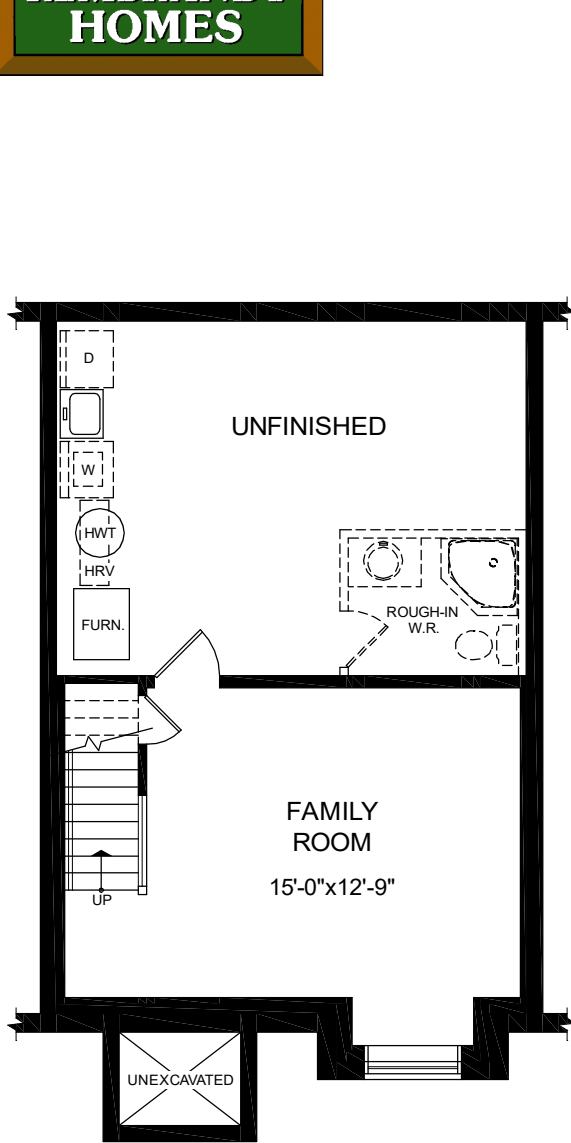 HOMES
D
UNFINISHED
W
HWT
HRV
FURN.
ROUGH-IN
W.R.
FAMILY
ROOM
15'-0"x12'-9"
UP
UNEXCAVATED